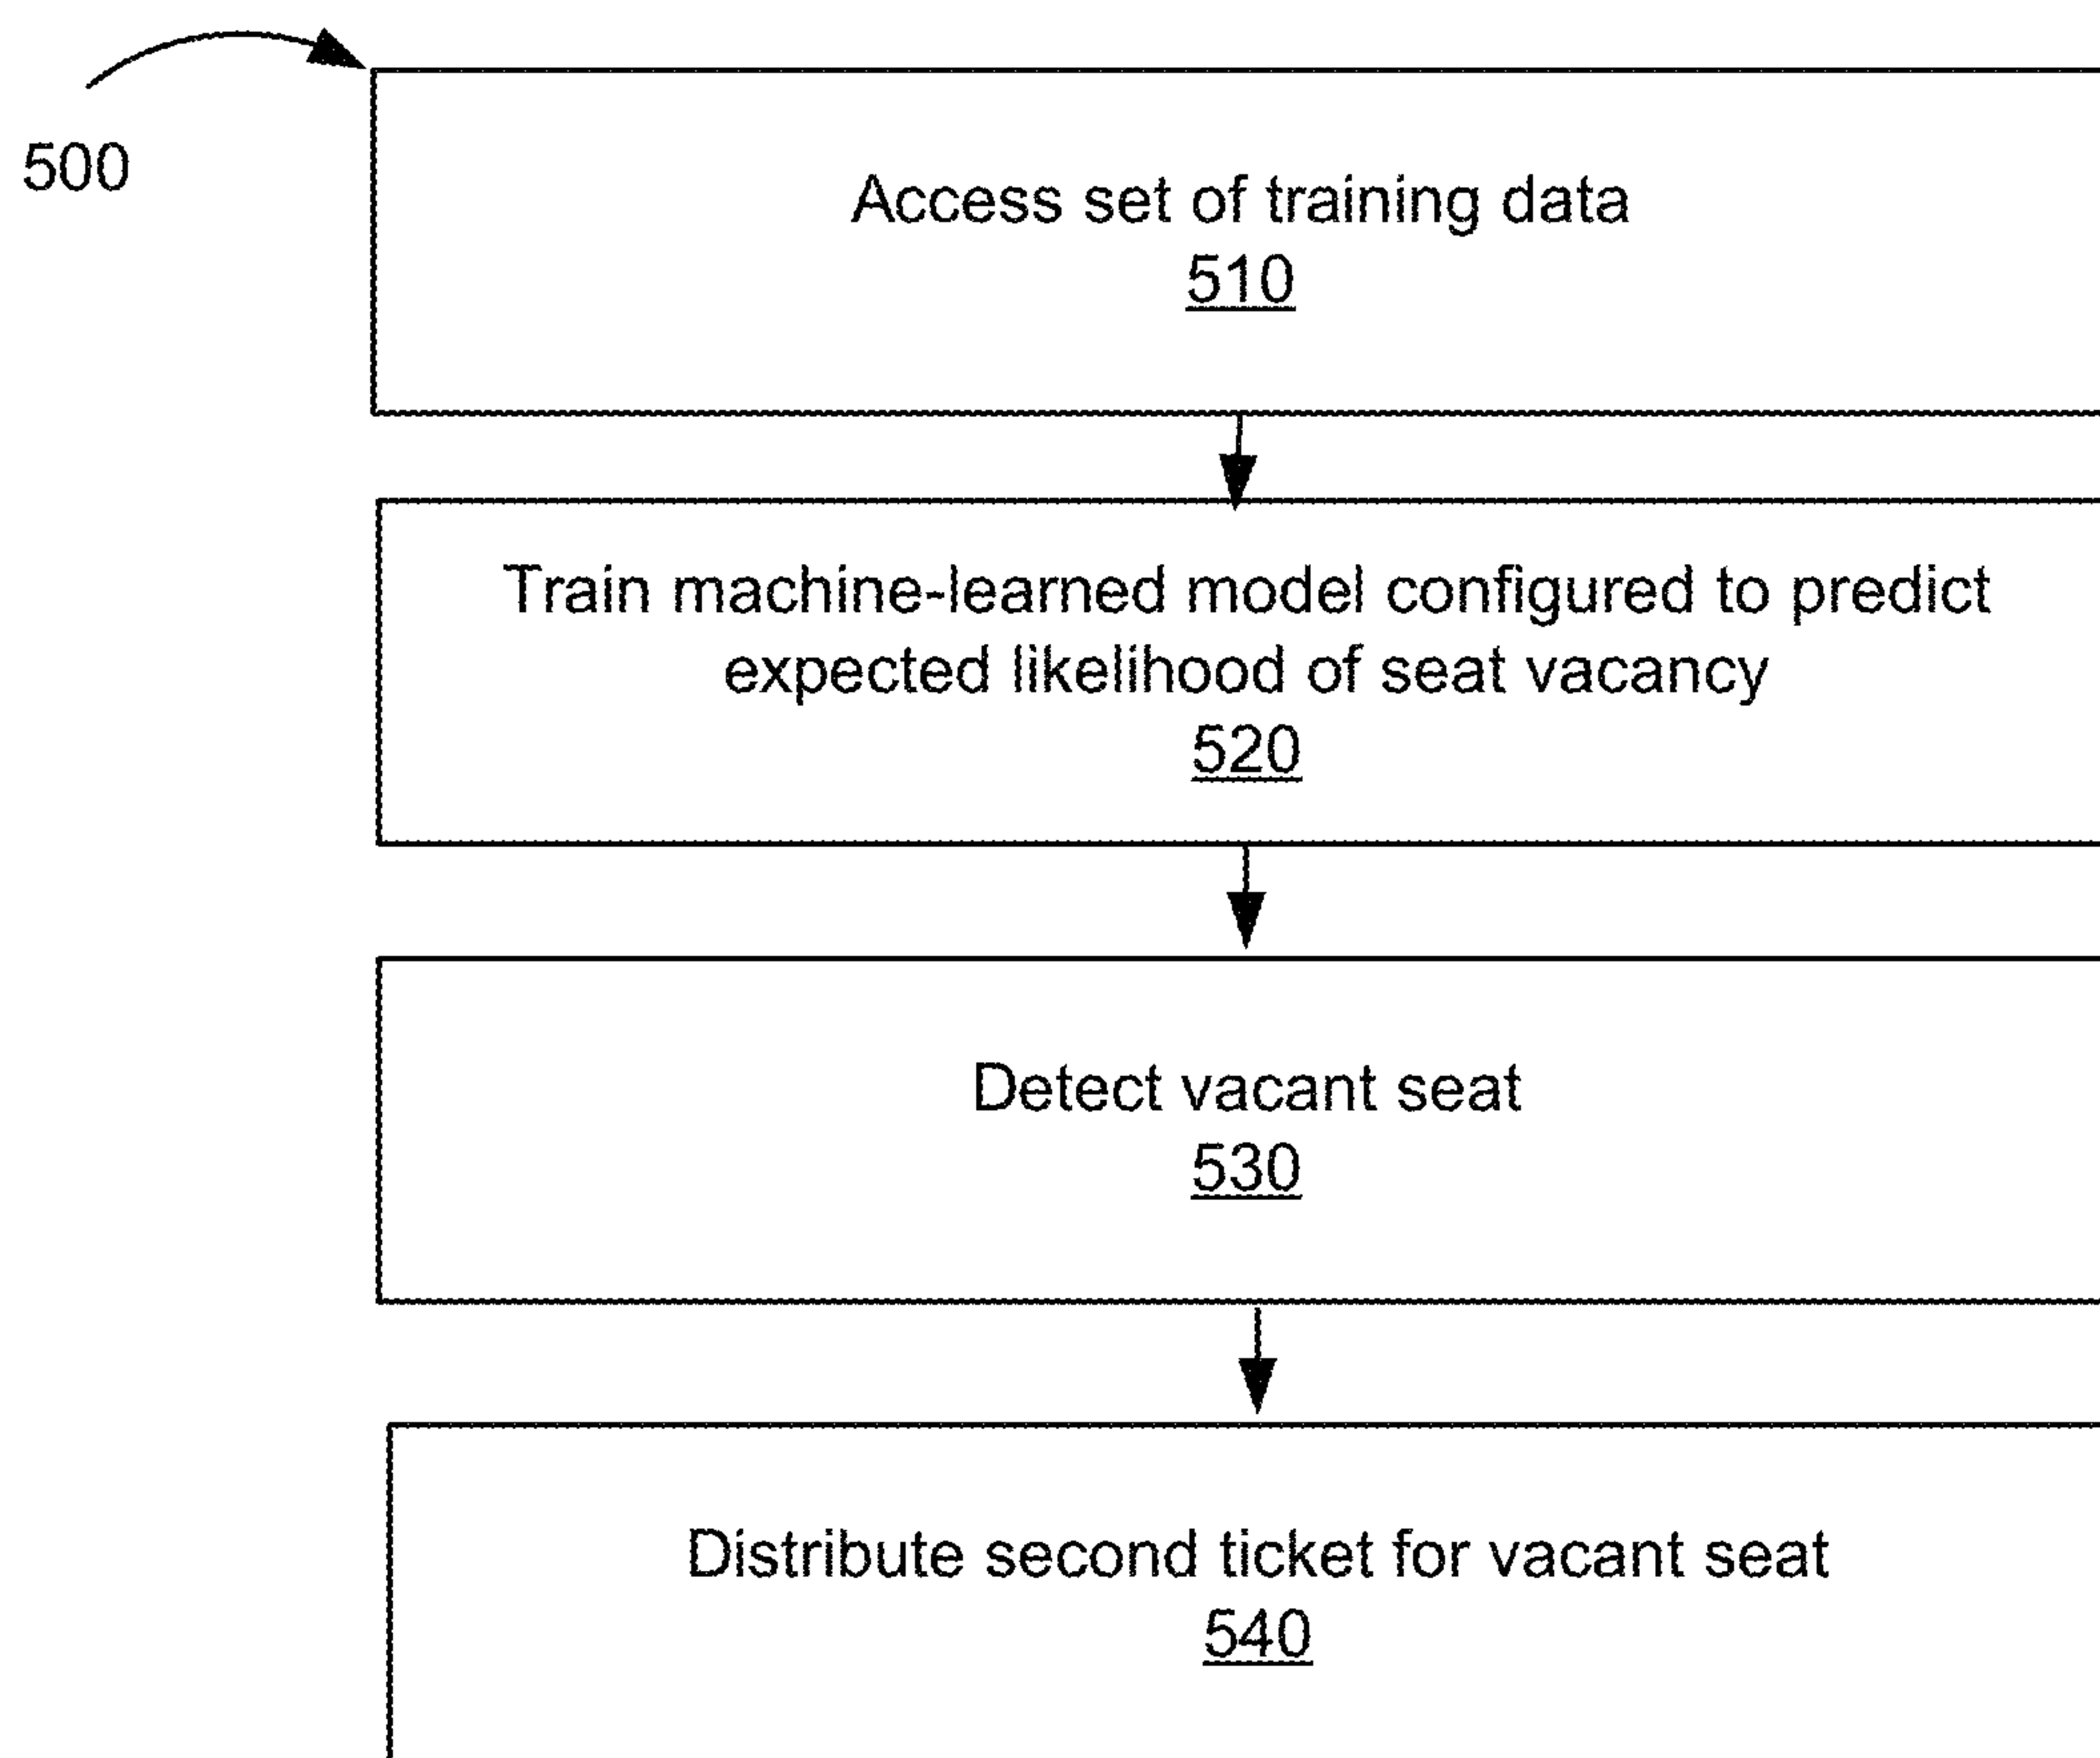 500
Access set of training data
510
Train machine-learned model configured to predict
expected likelihood of seat vacancy
520
Detect vacant seat
530
Distribute second ticket for vacant seat
540